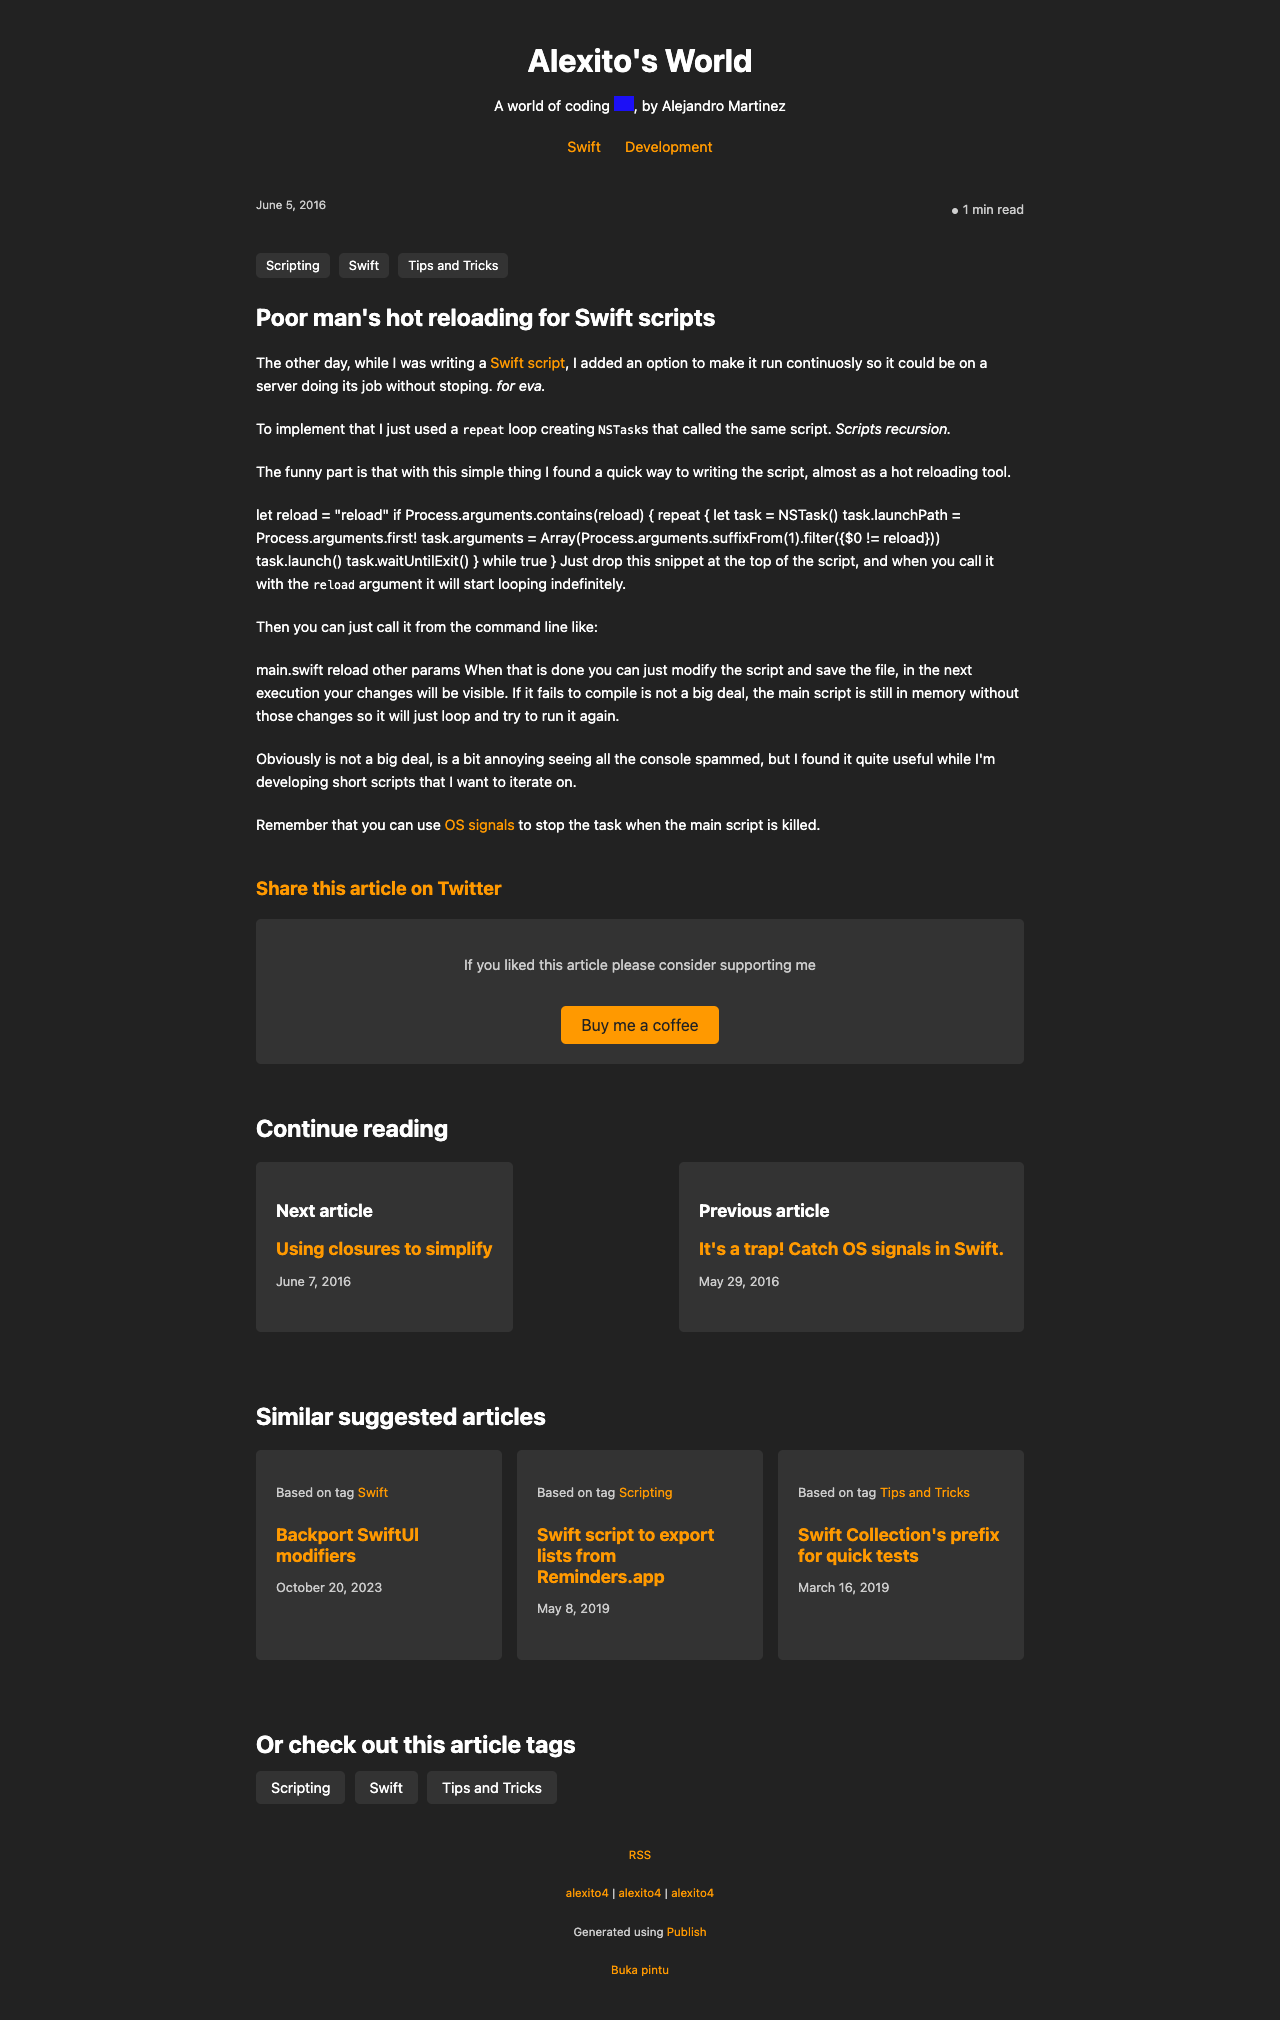 Alexito's World
A world of coding , by Alejandro Martinez
Swift Development
June 5, 2016
1 min read
Scripting Swift Tips and Tricks
Poor man's hot reloading for Swift scripts
The other day, while I was writing a Swift script, I added an option to make it run continuosly so it could be on a
server doing its job without stoping. for eva.
To implement that I just used a repeat loop creating NSTasks that called the same script. Scripts recursion.
The funny part is that with this simple thing I found a quick way to writing the script, almost as a hot reloading tool.
let reload = "reload" if Process.arguments.contains(reload) { repeat { let task = NSTask() task.launchPath =
Process.arguments.first! task.arguments = Array(Process.arguments.suffixFrom(1).filter({$0 != reload}))
task.launch() task.waitUntilExit() } while true } Just drop this snippet at the top of the script, and when you call it
with the reload argument it will start looping indefinitely.
Then you can just call it from the command line like:
main.swift reload other params When that is done you can just modify the script and save the file, in the next
execution your changes will be visible. If it fails to compile is not a big deal, the main script is still in memory without
those changes so it will just loop and try to run it again.
Obviously is not a big deal, is a bit annoying seeing all the console spammed, but I found it quite useful while I'm
developing short scripts that I want to iterate on.
Remember that you can use OS signals to stop the task when the main script is killed.
Share this article on Twitter
If you liked this article please consider supporting me
Buy me a coffee
Continue reading
Next article
Using closures to simplify
June 7, 2016
Previous article
It's a trap! Catch OS signals in Swift.
May 29, 2016
Similar suggested articles
Based on tag Swift
Backport SwiftUI
modifiers
October 20, 2023
Based on tag Scripting
Swift script to export
lists from
Reminders.app
May 8, 2019
Based on tag Tips and Tricks
Swift Collection's prefix
for quick tests
March 16, 2019
Or check out this article tags
Scripting Swift Tips and Tricks
RSS
alexito4 | alexito4 | alexito4
Generated using Publish
Buka pintu